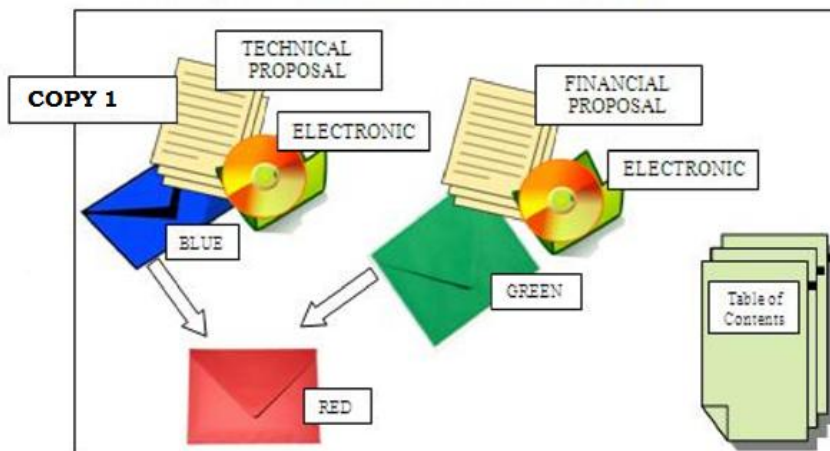 TECHNICAL
PROPOSAL
COPY 1
ELECTRONIC
BLUE
FINANCIAL
PROPOSAL
ELECTRONIC
GREEN
RED
Table of
Contents